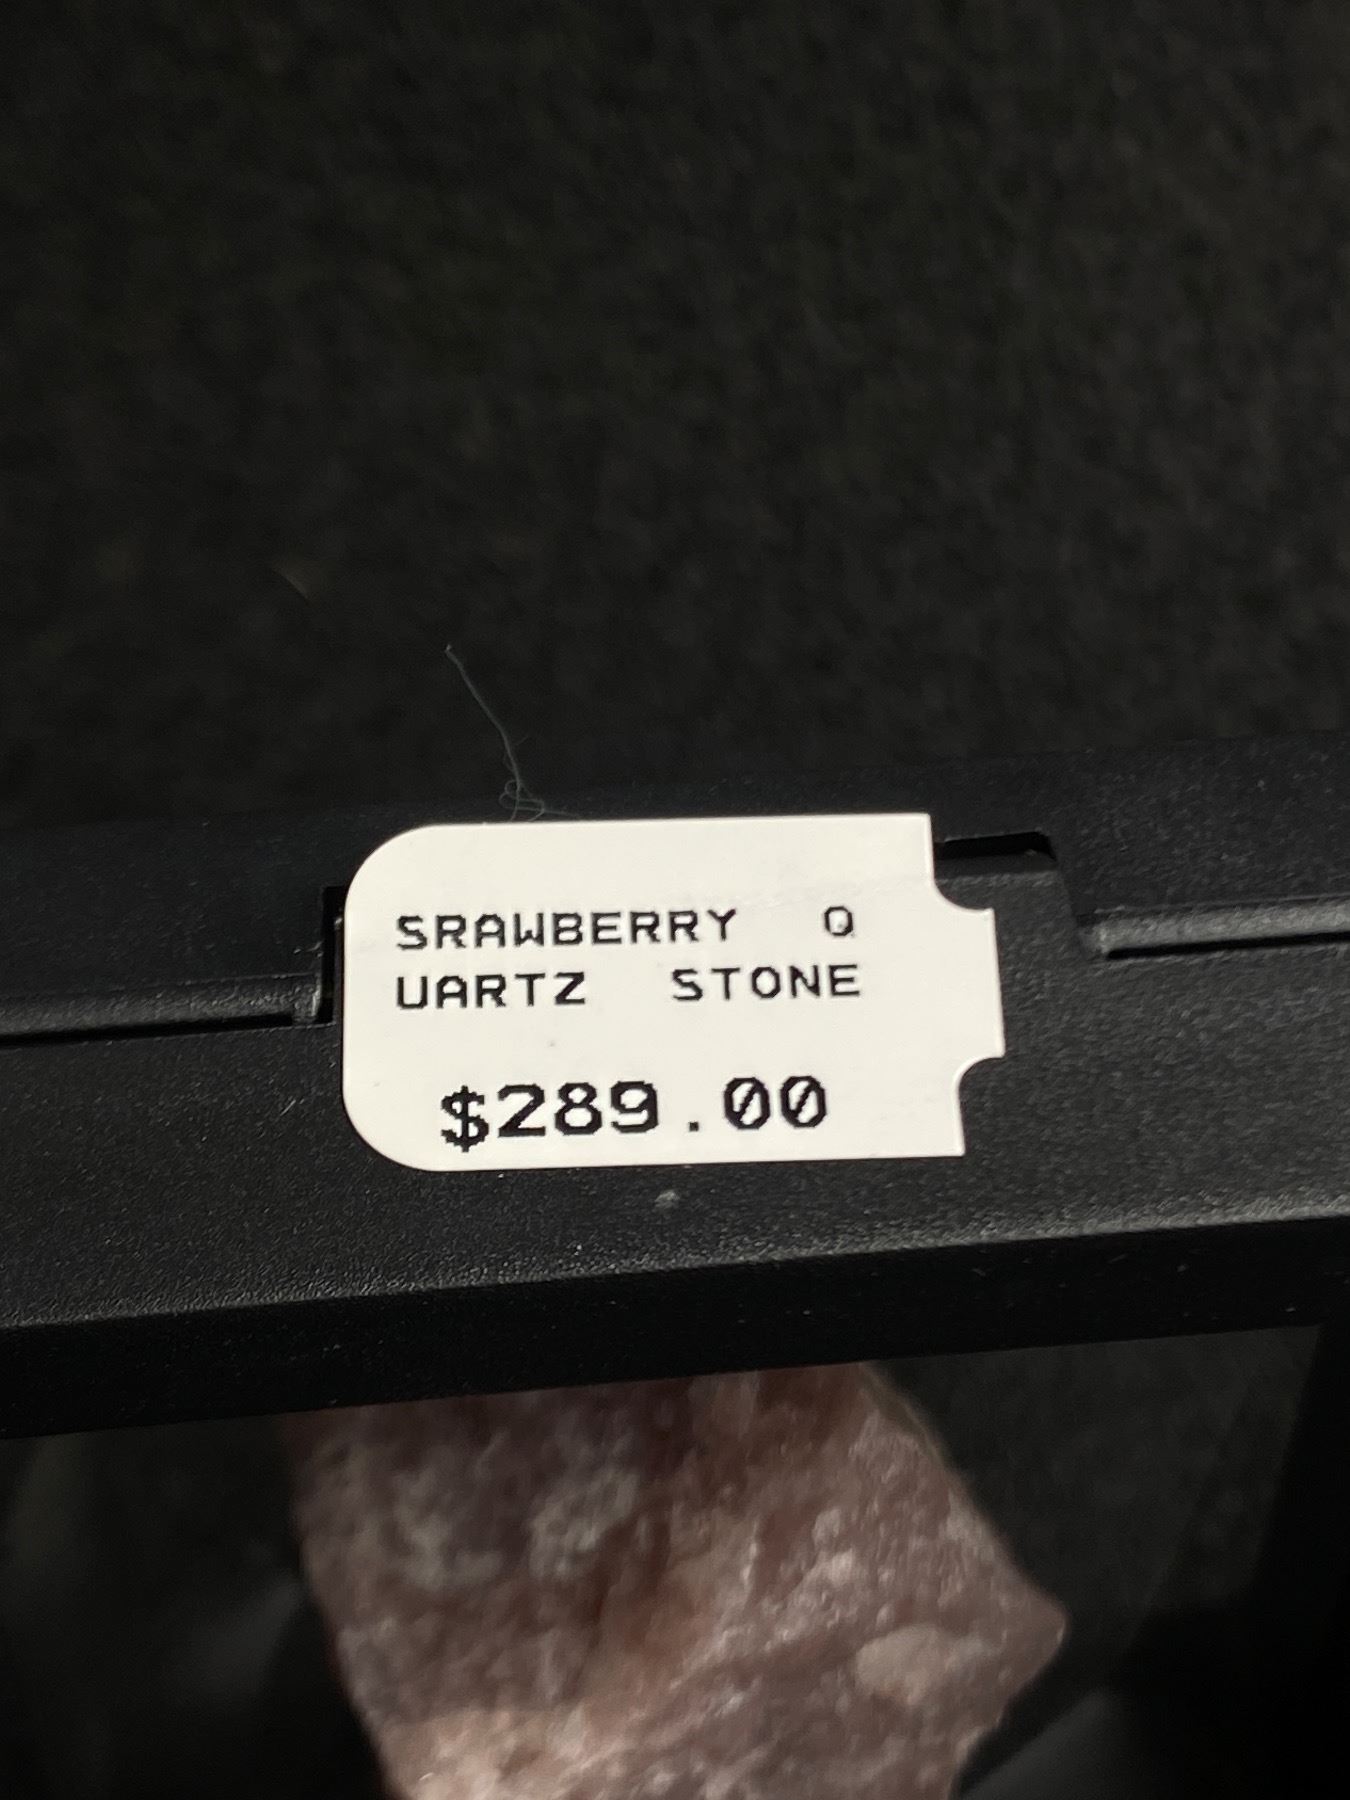 SRAWBERRY Q
UARTZ STONE
$289.00